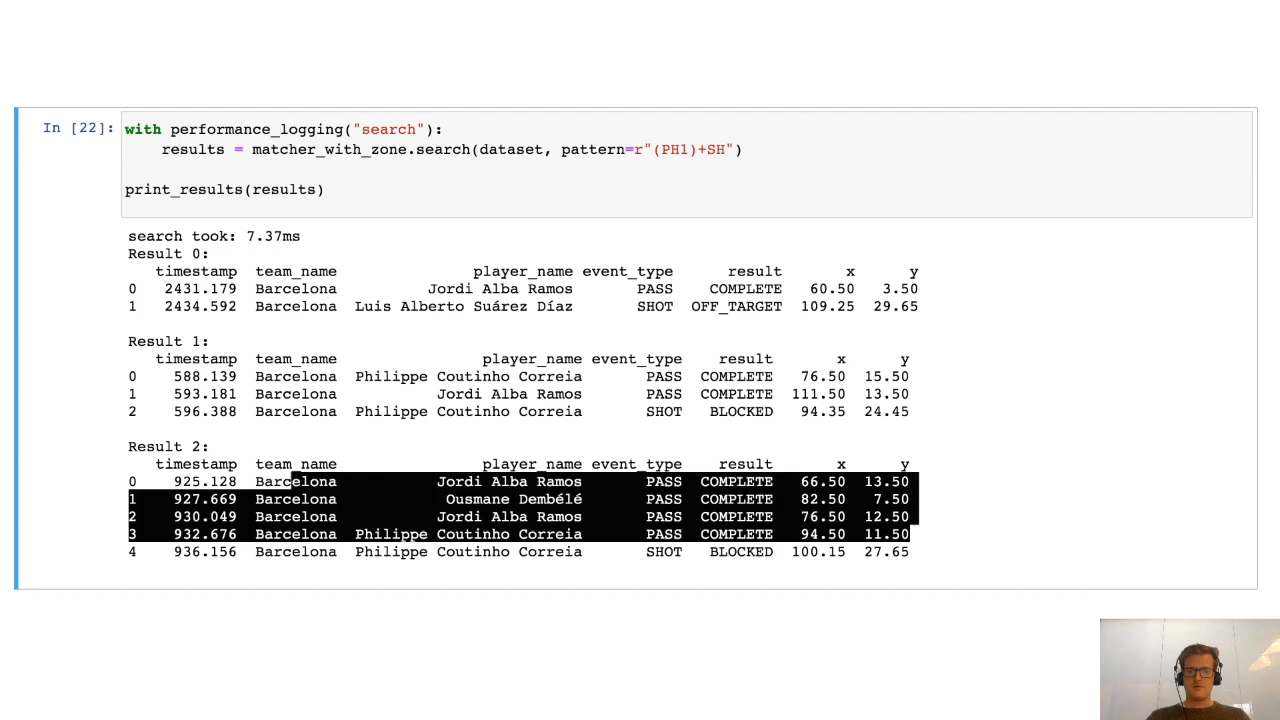 In [22]: with performance_logging("search"):
results = matcher_with_zone.search(dataset, pattern=r"(PH1)+SH")
print_results(results)
search took: 7.37ms
Result 0:
timestamp team_name player_name event_type result x y
0 2431.179 Barcelona Jordi Alba Ramos PASS COMPLETE 60.50 3.50
1 2434.592 Barcelona Luis Alberto Suárez Díaz SHOT OFF_TARGET 109.25 29.65
Result 1:
timestamp team_name player_name event_type result x y
0 588.139 Barcelona Philippe Coutinho Correia PASS COMPLETE 76.50 15.50
1 593.181 Barcelona Jordi Alba Ramos PASS COMPLETE 111.50 13.50
2 596.388 Barcelona Philippe Coutinho Correia SHOT BLOCKED 94.35 24.45
Result 2:
timestamp team_name player_name event_type result x y
0 925.128 Barcelona Jordi Alba Ramos PASS COMPLETE 66.50 13.50
1 927.669 Barcelona Ousmane Dembélé PASS COMPLETE 82.50 7.50
2 930.049 Barcelona Jordi Alba Ramos PASS COMPLETE 76.50 12.50
3 932.676 Barcelona Philippe Coutinho Correia PASS COMPLETE 94.50 11.50
4 936.156 Barcelona Philippe Coutinho Correia SHOT BLOCKED 100.15 27.65